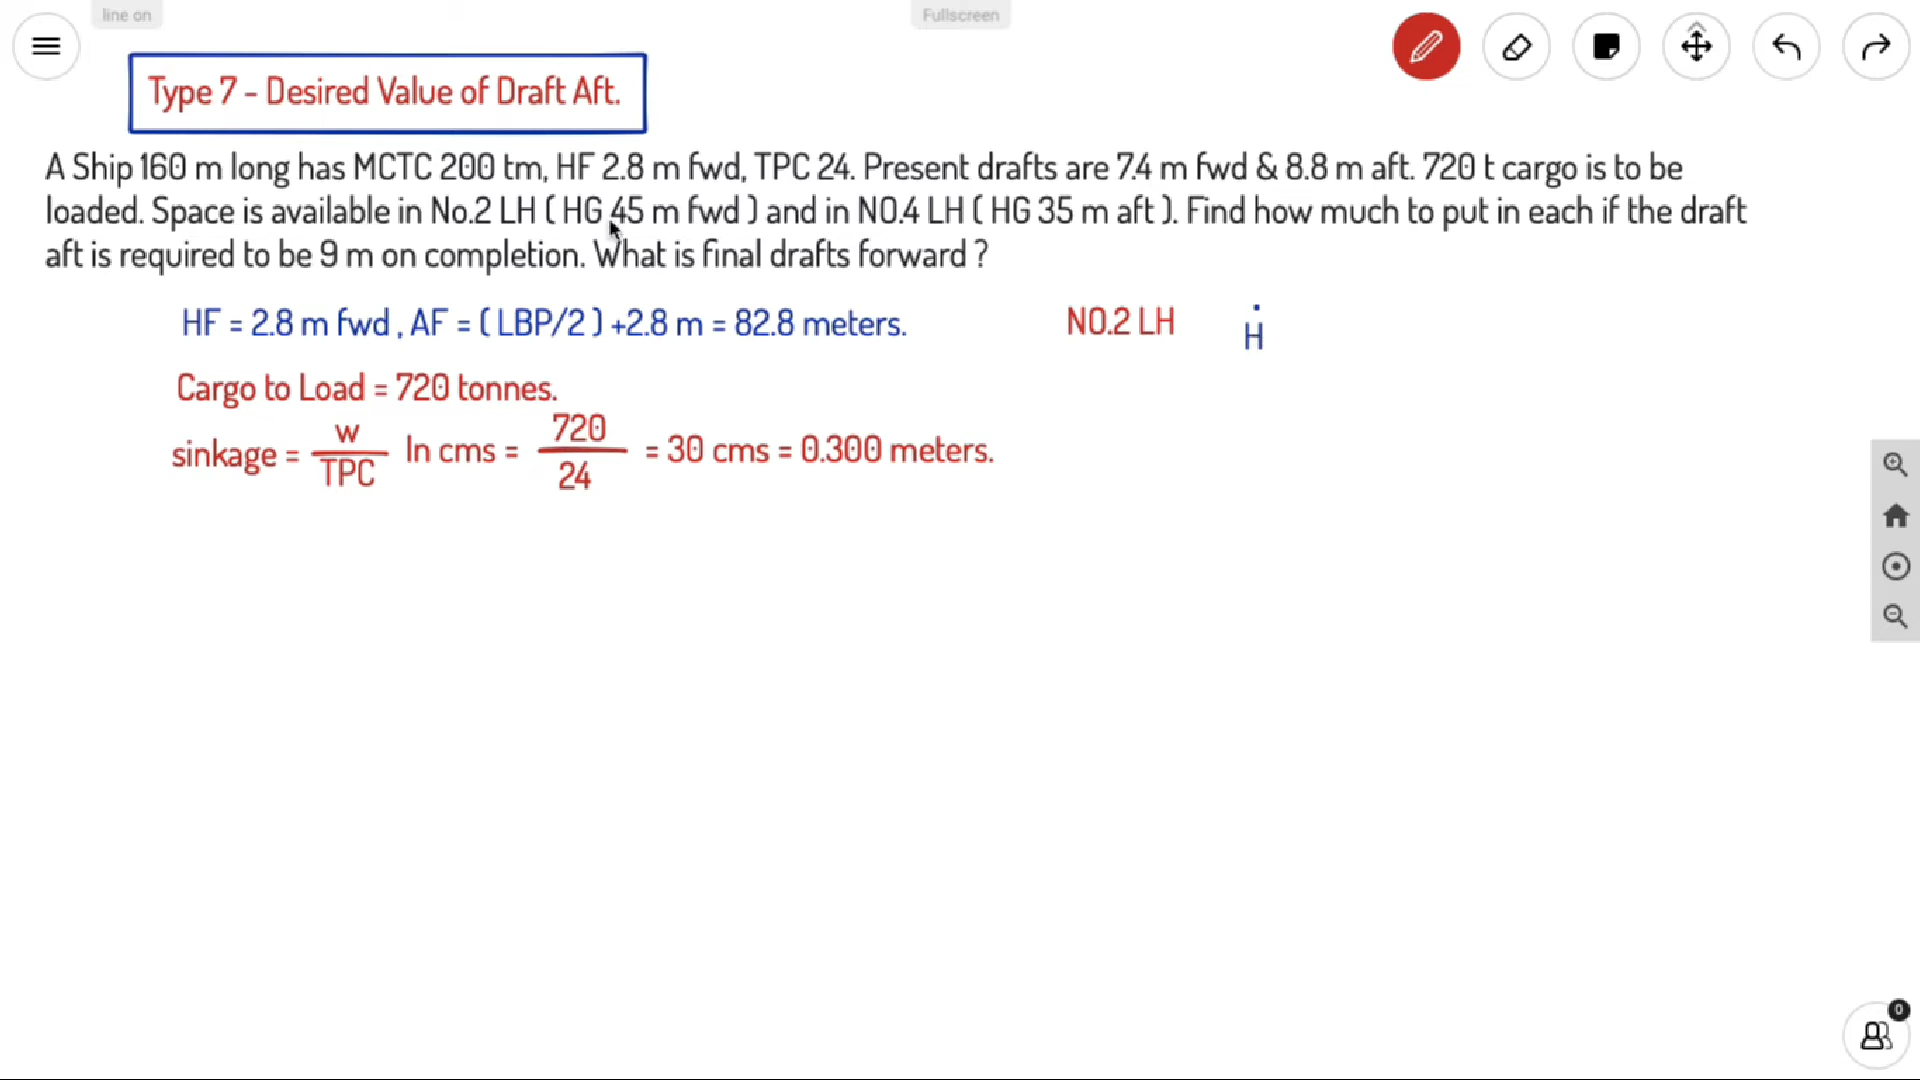 line on
Fullscreen
Type 7 - Desired Value of Draft Aft.
A Ship 160 m long has MCTC 200 tm, HF 2.8 m fwd, TPC 24. Present drafts are 7.4 m fwd & 8.8 m aft. 720 t cargo is to be
loaded. Space is available in No.2 LH ( HG 45 m fwd ) and in NO.4 LH ( HG 35 m aft ). Find how much to put in each if the draft
aft is required to be 9 m on completion. What is final drafts forward ?
HF = 2.8 m fwd , AF = ( LBP/2 ) +2.8 m = 82.8 meters.
NO.2 LH
H
Cargo to Load = 720 tonnes.
sinkage = w/TPC In cms = 720/24 = 30 cms = 0.300 meters.
0